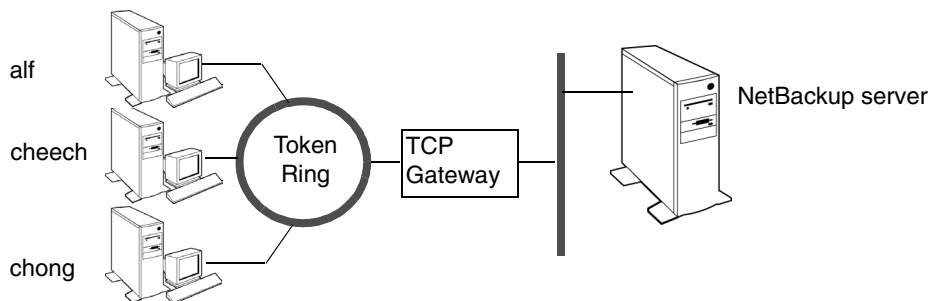 alf
cheech
chong
Token
Ring
TCP
Gateway
NetBackup server